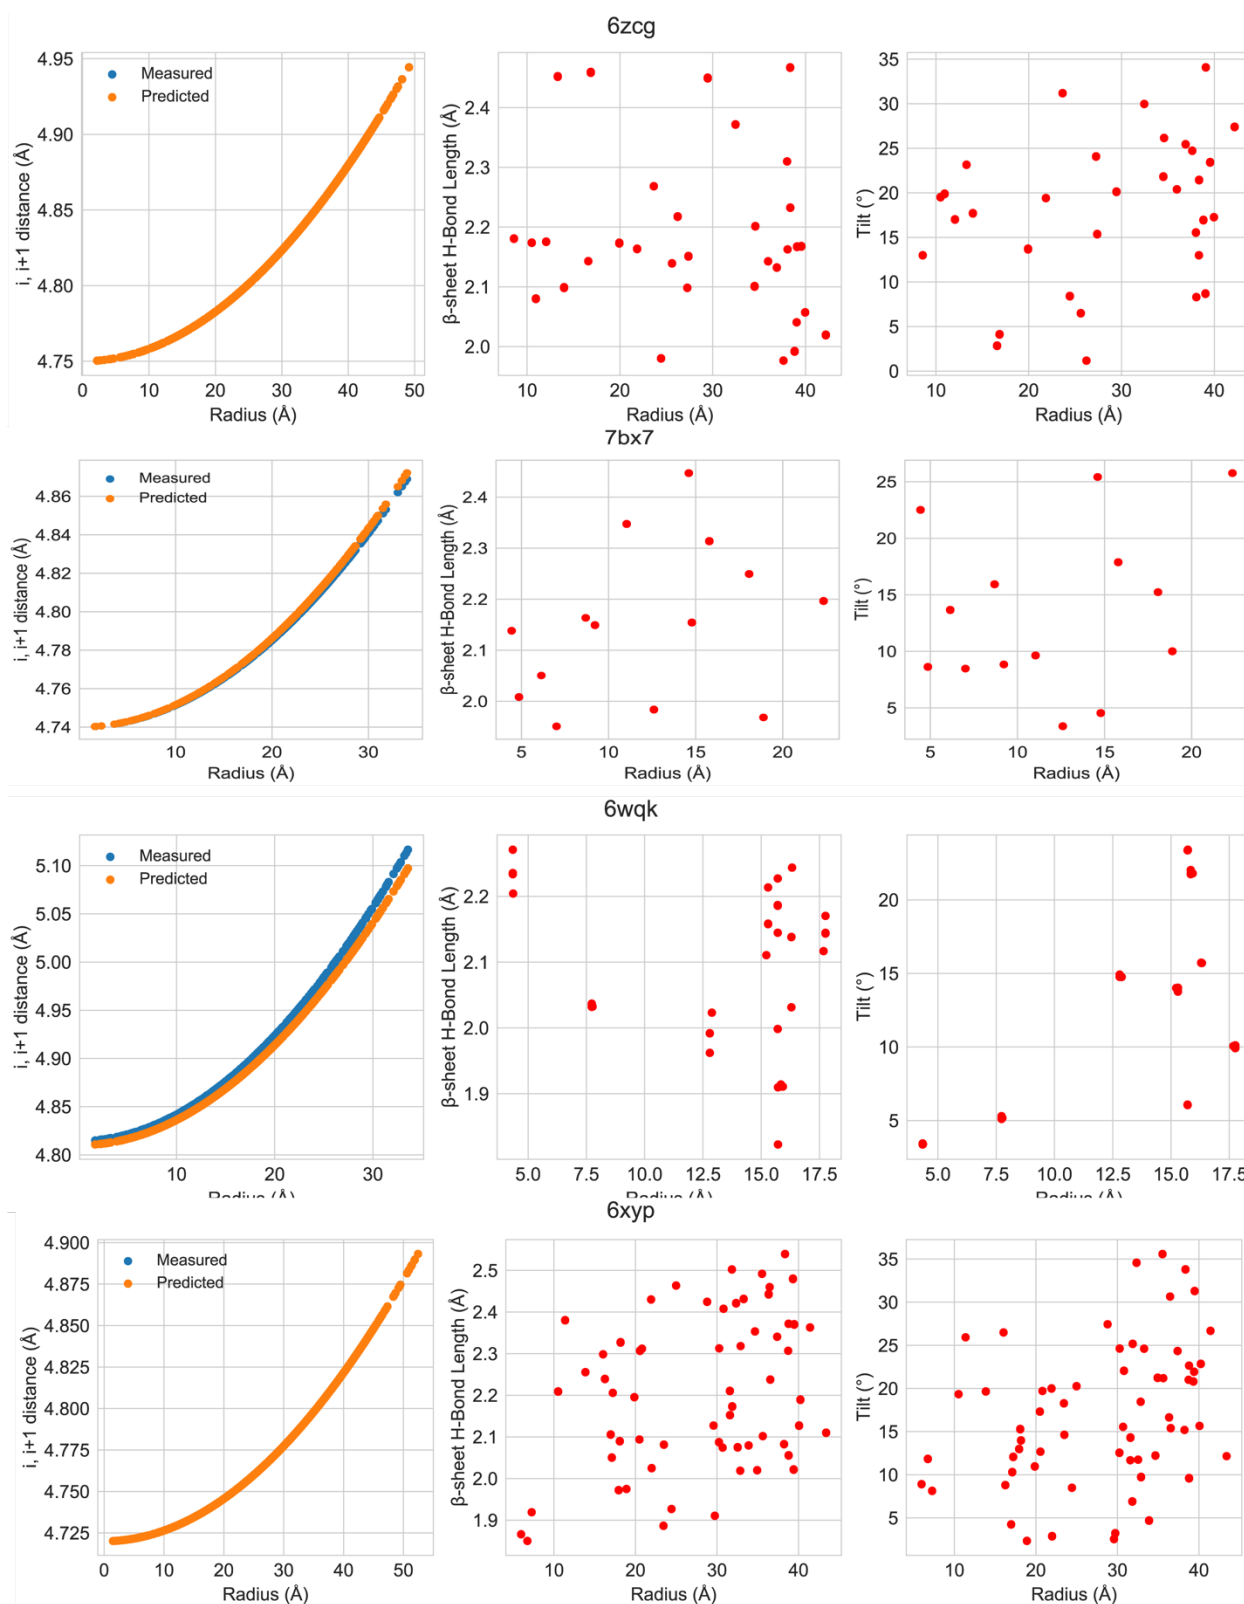 6zcg
4.95
4.90
4.85
4.80
4.75
i, i+1 distance (Å)
Measured
Predicted
0 10 20 30 40 50
Radius (Å)
2.4
2.3
2.2
2.1
2.0
β-sheet H-Bond Length (Å)
10 20 30 40
Radius (Å)
35
30
25
20
15
10
5
0
Tilt (°)
10 20 30 40
Radius (Å)
7bx7
4.86
4.84
4.82
4.80
4.78
4.76
4.74
i, i+1 distance (Å)
Measured
Predicted
10 20 30
Radius (Å)
2.4
2.3
2.2
2.1
2.0
β-sheet H-Bond Length (Å)
5 10 15 20
Radius (Å)
25
20
15
10
5
Tilt (°)
5 10 15 20
Radius (Å)
6wqk
5.10
5.05
5.00
4.95
4.90
4.85
4.80
i, i+1 distance (Å)
Measured
Predicted
10 20 30
Radius (Å)
2.2
2.1
2.0
1.9
β-sheet H-Bond Length (Å)
5.0 7.5 10.0 12.5 15.0 17.5
Radius (Å)
20
15
10
5
Tilt (°)
5.0 7.5 10.0 12.5 15.0 17.5
Radius (Å)
6xyp
4.900
4.875
4.850
4.825
4.800
4.775
4.750
4.725
i, i+1 distance (Å)
Measured
Predicted
0 10 20 30 40 50
Radius (Å)
2.5
2.4
2.3
2.2
2.1
2.0
1.9
β-sheet H-Bond Length (Å)
10 20 30 40
Radius (Å)
35
30
25
20
15
10
5
Tilt (°)
10 20 30 40
Radius (Å)